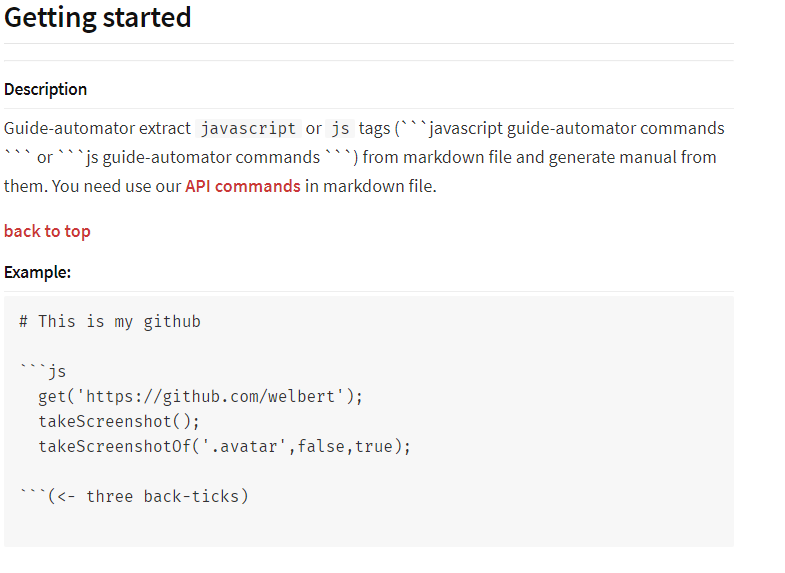 Getting started
Description
Guide-automator extract javascript or js tags (```javascript guide-automator commands
``` or ```js guide-automator commands ```) from markdown file and generate manual from
them. You need use our API commands in markdown file.
back to top
Example:
# This is my github
```js
get('https://github.com/welbert');
takeScreenshot();
takeScreenshotOf('.avatar',false,true);
```(<- three back-ticks)